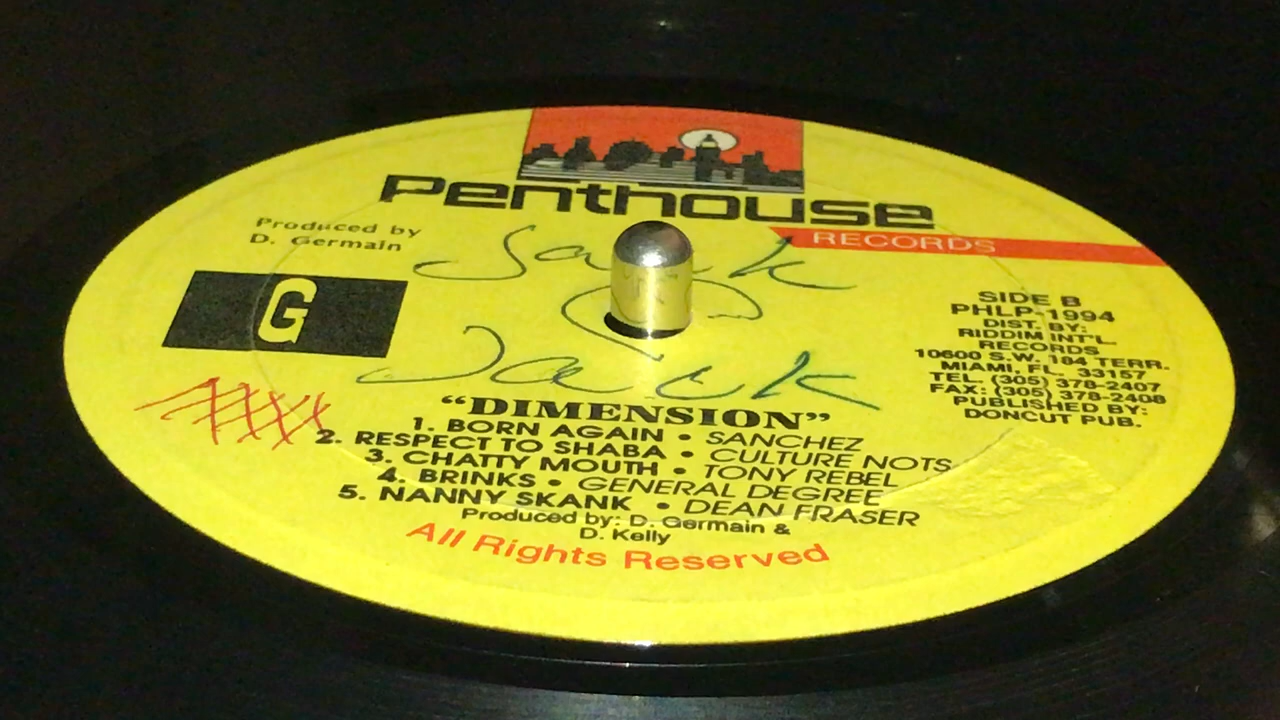 Penthouse
RECORDS
Produced by
D. Germain
G
SIDE B
PHLP-1994
DIST. BY:
RIDDIM INT'L.
RECORDS
10600 S.W. 184 TERR.
MIAMI, FL. 33157
TEL. (305) 378-2407
FAX: (305) 378-2408
PUBLISHED BY:
DONCUT PUB.
Jack
“DIMENSION”
1. BORN AGAIN • SANCHEZ
2. RESPECT TO SHABA • CULTURE NOTS
3. CHATTY MOUTH • TONY REBEL
4. BRINKS • GENERAL DEGREE
5. NANNY SKANK • DEAN FRASER
Produced by: D. Germain &
D. Kelly
All Rights Reserved